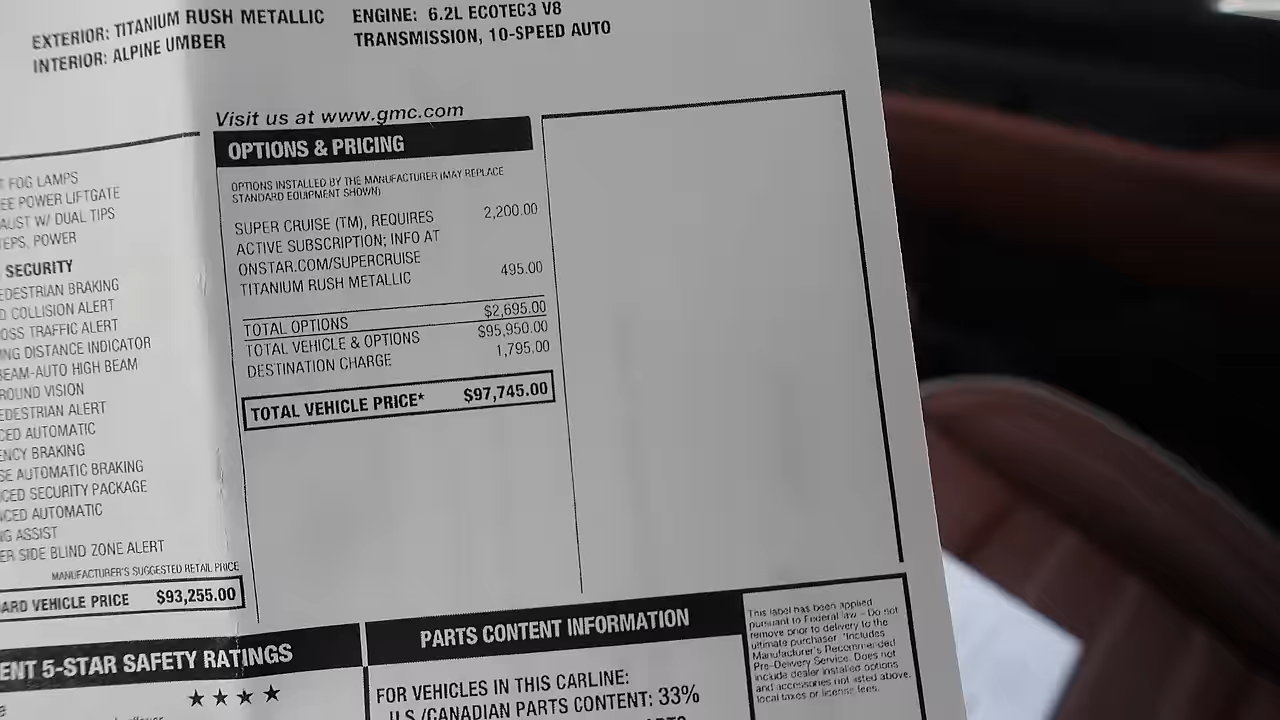 EXTERIOR: TITANIUM RUSH METALLIC
INTERIOR: ALPINE UMBER
ENGINE: 6.2L ECOTEC3 V8
TRANSMISSION, 10-SPEED AUTO
Visit us at www.gmc.com
FOG LAMPS
POWER LIFTGATE
W/ DUAL TIPS
POWER
SECURITY
BRAKING
COLLISION ALERT
TRAFFIC ALERT
DISTANCE INDICATOR
BEAM-AUTO HIGH BEAM
VISION
ALERT
AUTOMATIC
BRAKING
AUTOMATIC BRAKING
SECURITY PACKAGE
AUTOMATIC
ASSIST
SIDE BLIND ZONE ALERT
MANUFACTURER'S SUGGESTED RETAIL PRICE
VEHICLE PRICE $93,255.00
OPTIONS & PRICING
OPTIONS INSTALLED BY THE MANUFACTURER (MAY REPLACE
STANDARD EQUIPMENT SHOWN)
SUPER CRUISE (TM), REQUIRES 2,200.00
ACTIVE SUBSCRIPTION; INFO AT
ONSTAR.COM/SUPERCRUISE
TITANIUM RUSH METALLIC 495.00
TOTAL OPTIONS $2,695.00
TOTAL VEHICLE & OPTIONS $95,950.00
DESTINATION CHARGE 1,795.00
TOTAL VEHICLE PRICE* $97,745.00
5-STAR SAFETY RATINGS
★★★★
PARTS CONTENT INFORMATION
FOR VEHICLES IN THIS CARLINE:
U.S./CANADIAN PARTS CONTENT: 33%
This label has been applied
pursuant to Federal law - Do not
remove prior to delivery to the
ultimate purchaser. *Includes
Manufacturer's Recommended
Pre-Delivery Service. Does not
include dealer installed options
and accessories not listed above,
local taxes or license fees.